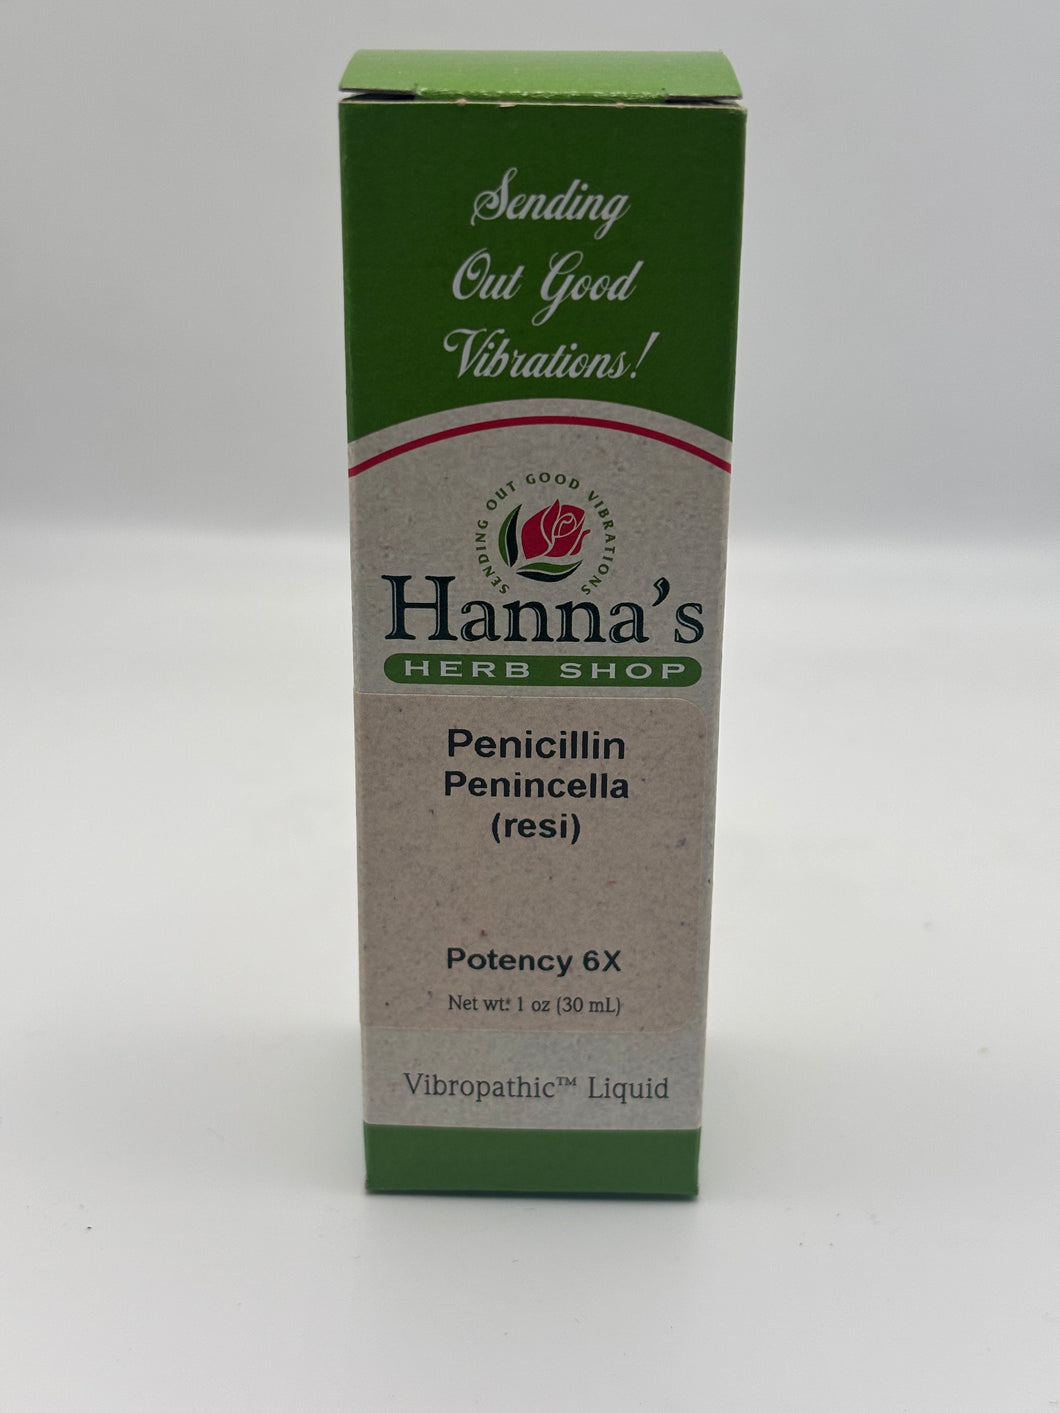 Sending
Out Good
Vibrations!
SENDING OUT GOOD VIBRATIONS
Hanna's
HERB SHOP
Penicillin
Penincella
(resi)
Potency 6X
Net wt: 1 oz (30 mL)
Vibropathic™ Liquid